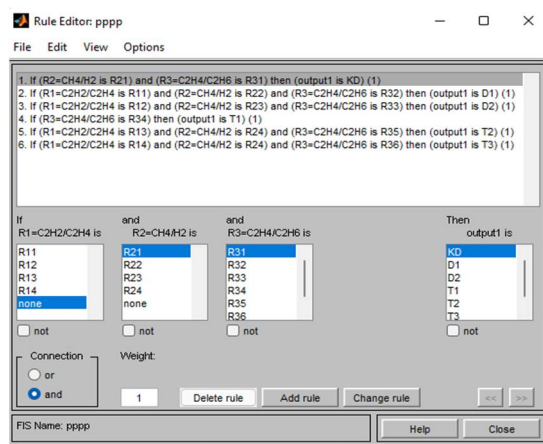 Rule Editor: pppp
File Edit View Options
1. If (R2=CH4/H2 is R21) and (R3=C2H4/C2H6 is R31) then (output1 is KD) (1)
2. If (R1=C2H2/C2H4 is R11) and (R2=CH4/H2 is R22) and (R3=C2H4/C2H6 is R32) then (output1 is D1) (1)
3. If (R1=C2H2/C2H4 is R12) and (R2=CH4/H2 is R23) and (R3=C2H4/C2H6 is R33) then (output1 is D2) (1)
4. If (R3=C2H4/C2H6 is R34) then (output1 is T1) (1)
5. If (R1=C2H2/C2H4 is R13) and (R2=CH4/H2 is R24) and (R3=C2H4/C2H6 is R35) then (output1 is T2) (1)
6. If (R1=C2H2/C2H4 is R14) and (R2=CH4/H2 is R24) and (R3=C2H4/C2H6 is R36) then (output1 is T3) (1)
If and and Then
R1=C2H2/C2H4 is R2=CH4/H2 is R3=C2H4/C2H6 is output1 is
R11 R21 R31 KD
R12 R22 R32 D1
R13 R23 R33 D2
R14 R24 R34 T1
none none R35 T2
R36 T3
not not not not
Connection Weight:
or
and 1 Delete rule Add rule Change rule << >>
FIS Name: pppp Help Close